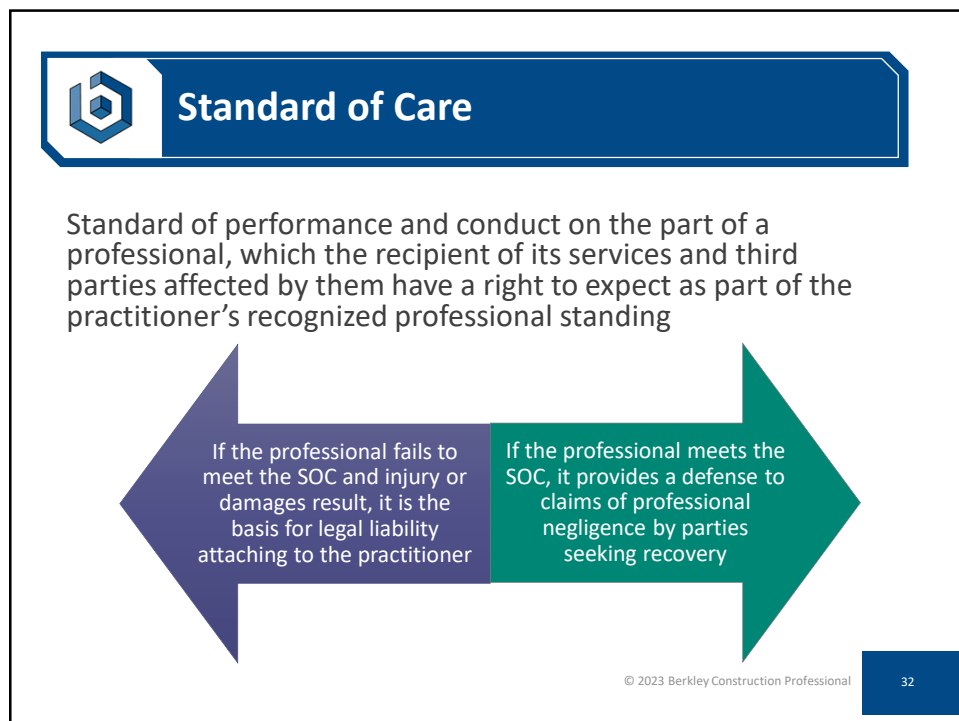 Standard of Care
Standard of performance and conduct on the part of a
professional, which the recipient of its services and third
parties affected by them have a right to expect as part of the
practitioner’s recognized professional standing
If the professional fails to
meet the SOC and injury or
damages result, it is the
basis for legal liability
attaching to the practitioner
If the professional meets the
SOC, it provides a defense to
claims of professional
negligence by parties
seeking recovery
© 2023 Berkley Construction Professional
32